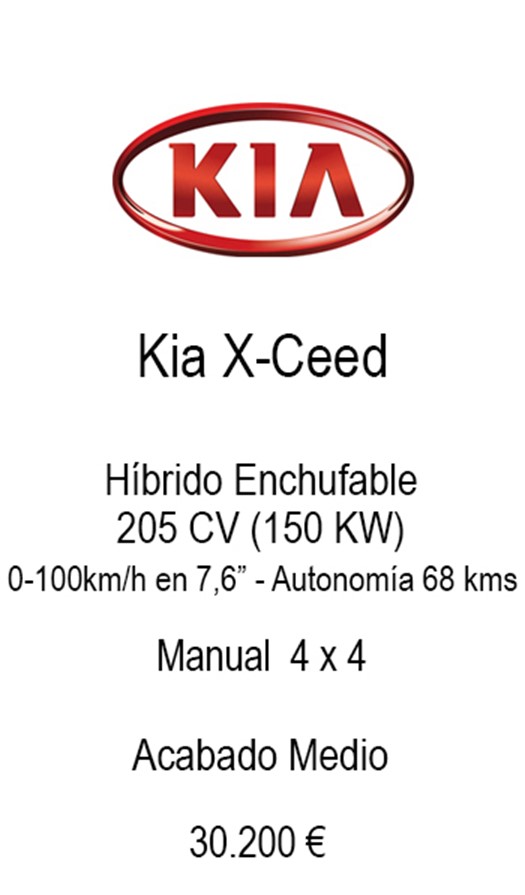 KIA
Kia X-Ceed
Híbrido Enchufable
205 CV (150 KW)
0-100km/h en 7,6” - Autonomía 68 kms
Manual 4 x 4
Acabado Medio
30.200 €